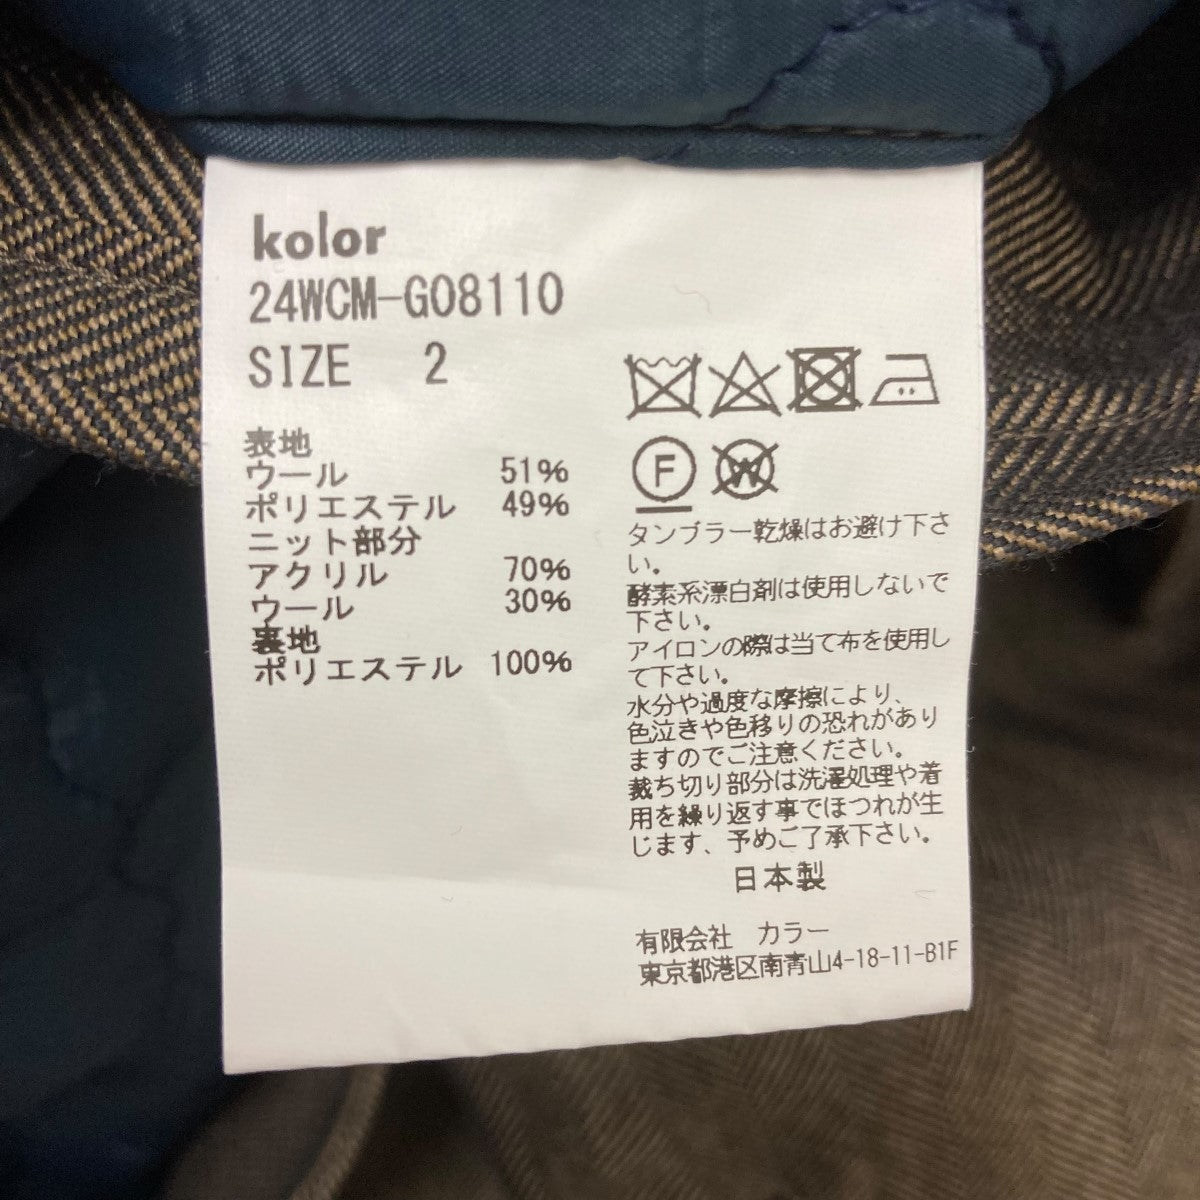 kolor
24WCM-G08110
SIZE 2
表地
ウール 51%
ポリエステル 49%
ニット部分
アクリル 70%
ウール 30%
裏地
ポリエステル 100%
F
W
タンブラー乾燥はお避け下さ
い。
酵素系漂白剤は使用しないで
下さい。
アイロンの際は当て布を使用し
て下さい。
水分や過度な摩擦により、
色泣きや色移りの恐れがあり
ますのでご注意ください。
裁ち切り部分は洗濯処理や着
用を繰り返す事でほつれが生
じます、予めご了承下さい。
日本製
有限会社 カラー
東京都港区南青山4-18-11-B1F